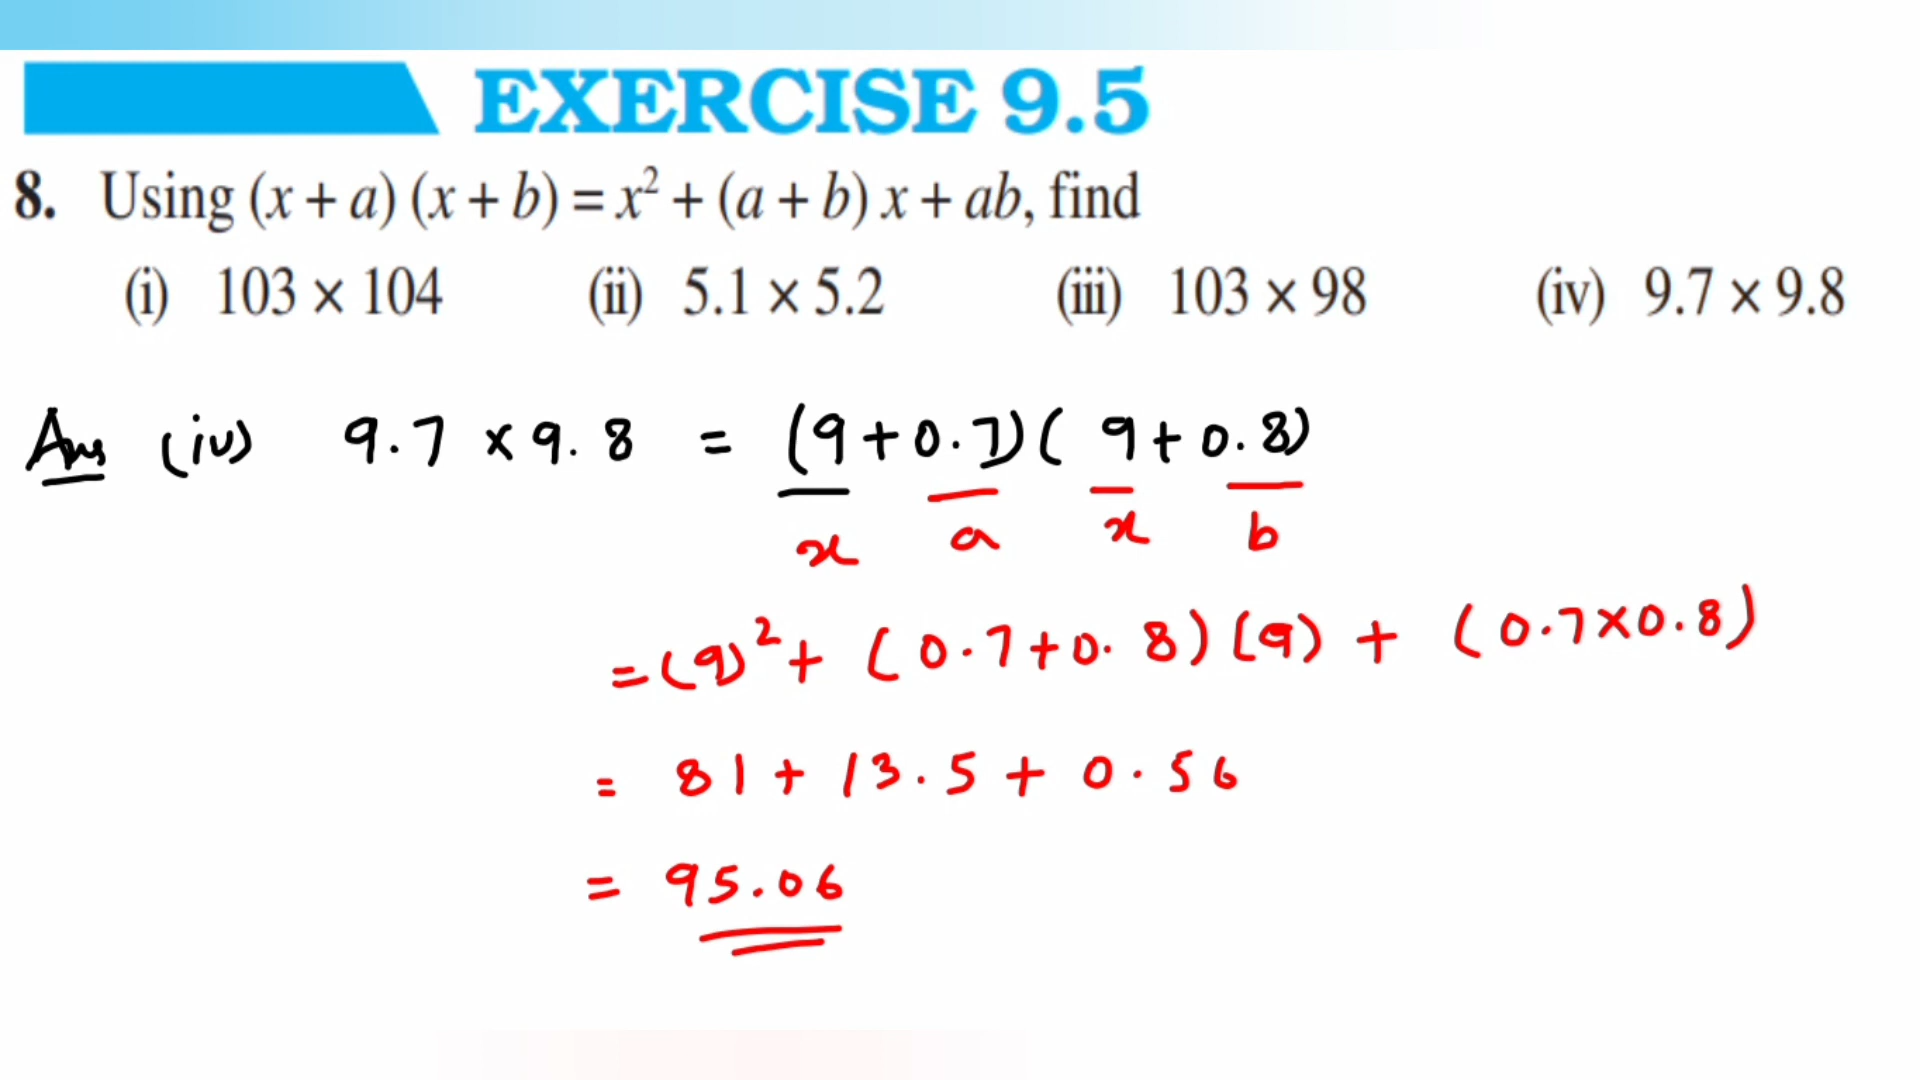 EXERCISE 9.5
8. Using (x + a) (x + b) = x² + (a + b) x + ab, find
(i) 103 × 104 (ii) 5.1 × 5.2 (iii) 103 × 98 (iv) 9.7 × 9.8
Ans (iv) 9.7 × 9.8 = (9+0.7)(9+0.8)
x a x b
= (9)² + (0.7+0.8)(9) + (0.7×0.8)
= 81 + 13.5 + 0.56
= 95.06